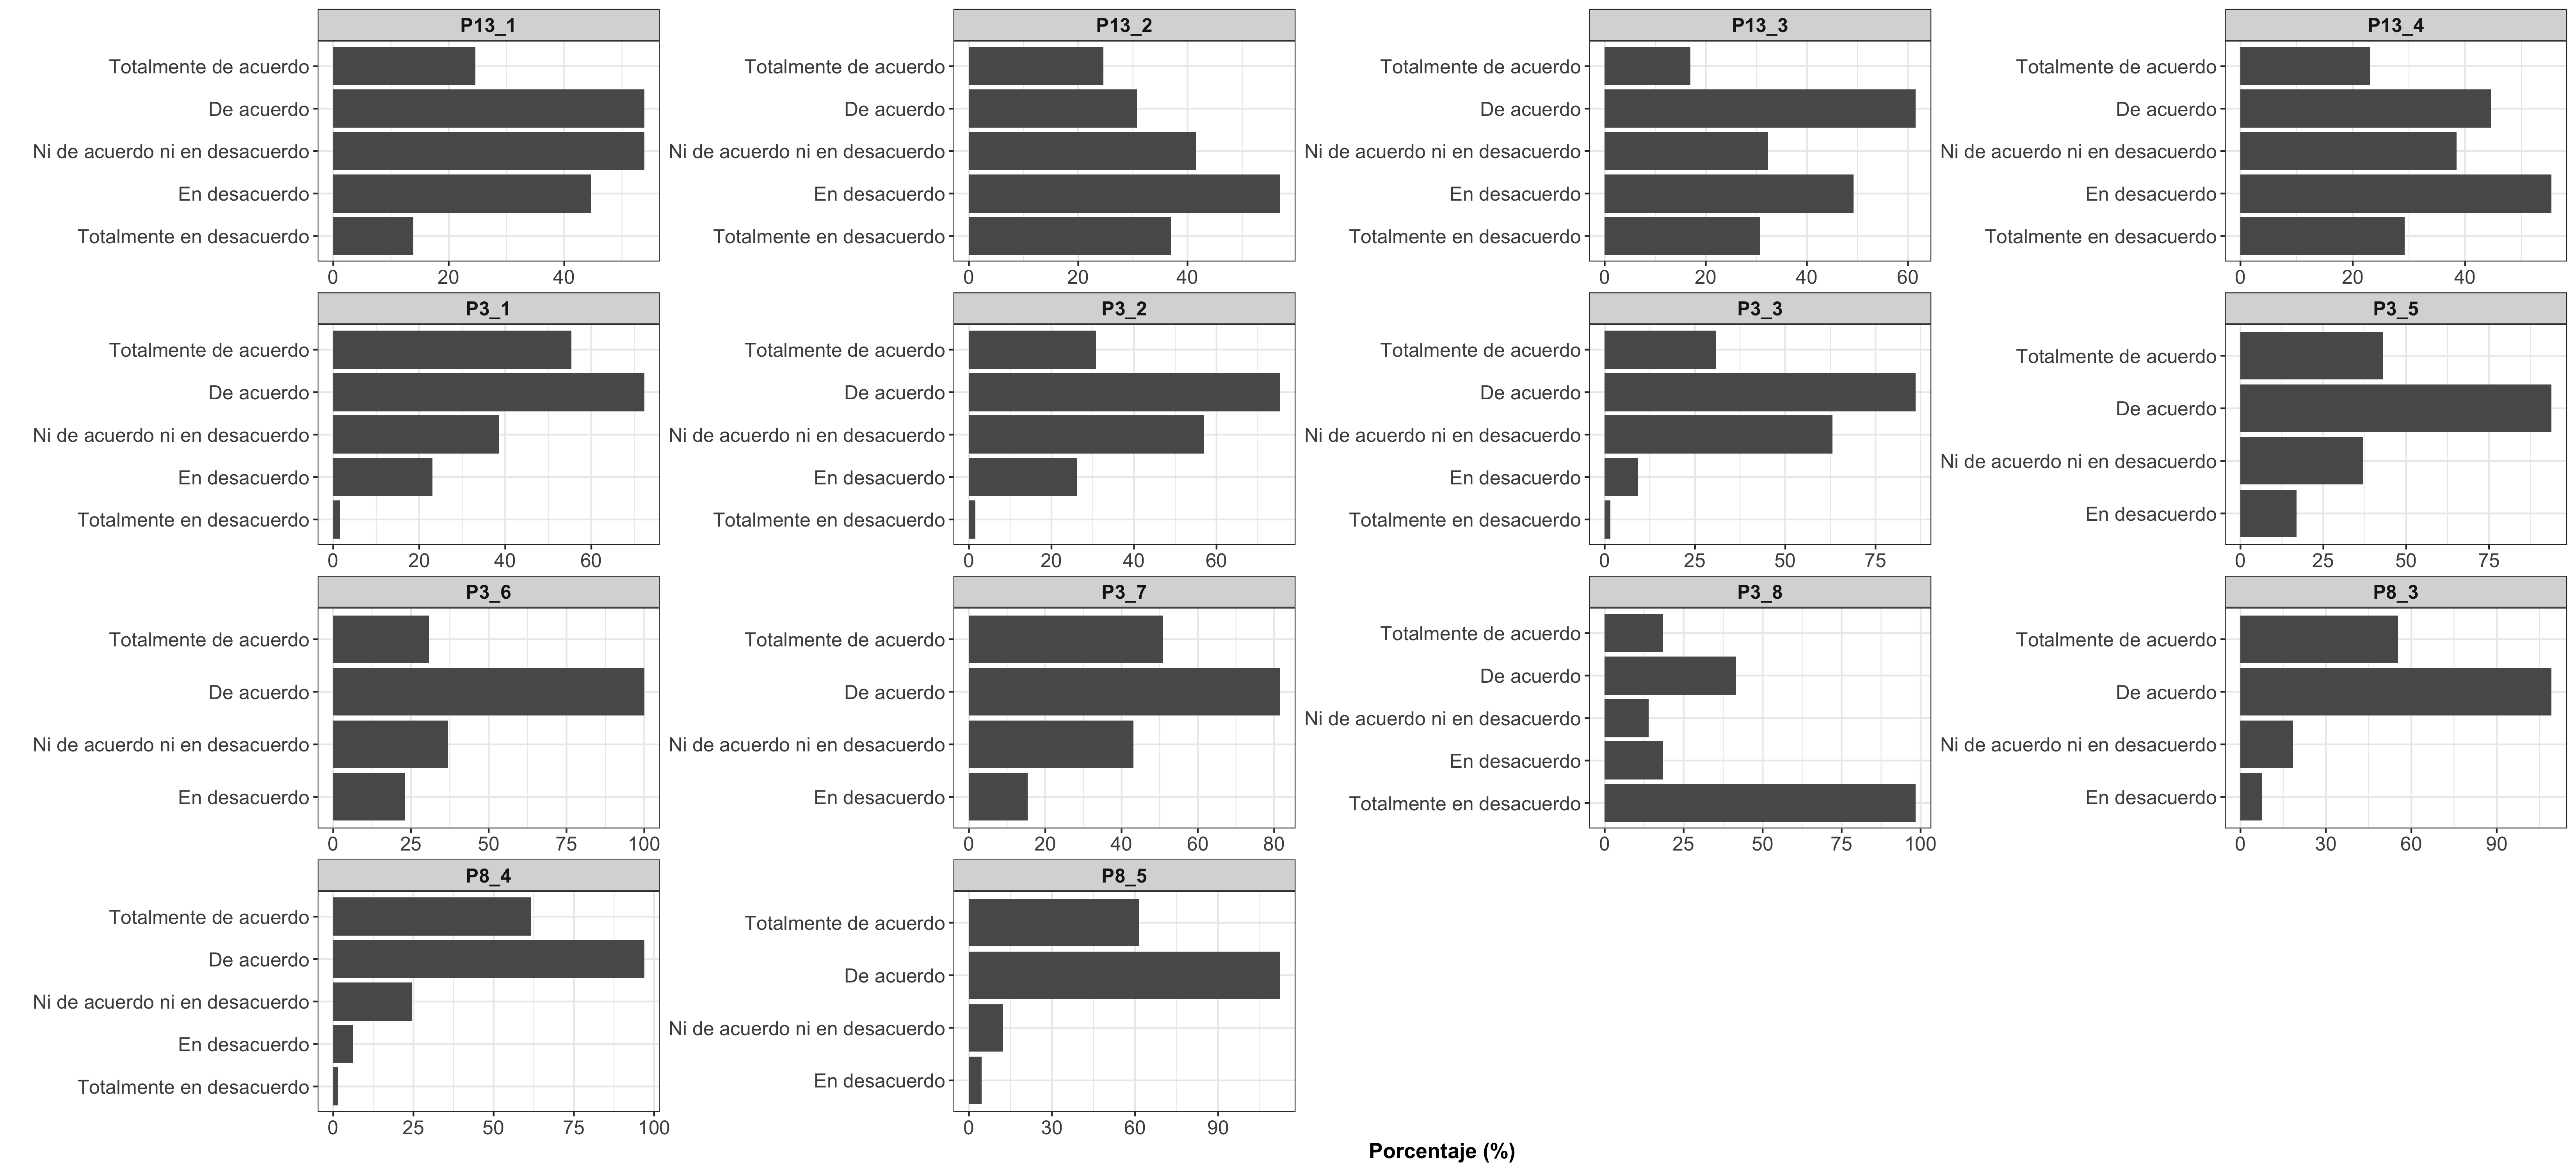 P13_1
Totalmente de acuerdo
De acuerdo
Ni de acuerdo ni en desacuerdo
En desacuerdo
Totalmente en desacuerdo
0 20 40
P13_2
Totalmente de acuerdo
De acuerdo
Ni de acuerdo ni en desacuerdo
En desacuerdo
Totalmente en desacuerdo
0 20 40
P13_3
Totalmente de acuerdo
De acuerdo
Ni de acuerdo ni en desacuerdo
En desacuerdo
Totalmente en desacuerdo
0 20 40 60
P13_4
Totalmente de acuerdo
De acuerdo
Ni de acuerdo ni en desacuerdo
En desacuerdo
Totalmente en desacuerdo
0 20 40
P3_1
Totalmente de acuerdo
De acuerdo
Ni de acuerdo ni en desacuerdo
En desacuerdo
Totalmente en desacuerdo
0 20 40 60
P3_2
Totalmente de acuerdo
De acuerdo
Ni de acuerdo ni en desacuerdo
En desacuerdo
Totalmente en desacuerdo
0 20 40 60
P3_3
Totalmente de acuerdo
De acuerdo
Ni de acuerdo ni en desacuerdo
En desacuerdo
Totalmente en desacuerdo
0 25 50 75
P3_5
Totalmente de acuerdo
De acuerdo
Ni de acuerdo ni en desacuerdo
En desacuerdo
0 25 50 75
P3_6
Totalmente de acuerdo
De acuerdo
Ni de acuerdo ni en desacuerdo
En desacuerdo
0 25 50 75 100
P3_7
Totalmente de acuerdo
De acuerdo
Ni de acuerdo ni en desacuerdo
En desacuerdo
0 20 40 60 80
P3_8
Totalmente de acuerdo
De acuerdo
Ni de acuerdo ni en desacuerdo
En desacuerdo
Totalmente en desacuerdo
0 25 50 75 100
P8_3
Totalmente de acuerdo
De acuerdo
Ni de acuerdo ni en desacuerdo
En desacuerdo
0 30 60 90
P8_4
Totalmente de acuerdo
De acuerdo
Ni de acuerdo ni en desacuerdo
En desacuerdo
Totalmente en desacuerdo
0 25 50 75 100
P8_5
Totalmente de acuerdo
De acuerdo
Ni de acuerdo ni en desacuerdo
En desacuerdo
0 30 60 90
Porcentaje (%)